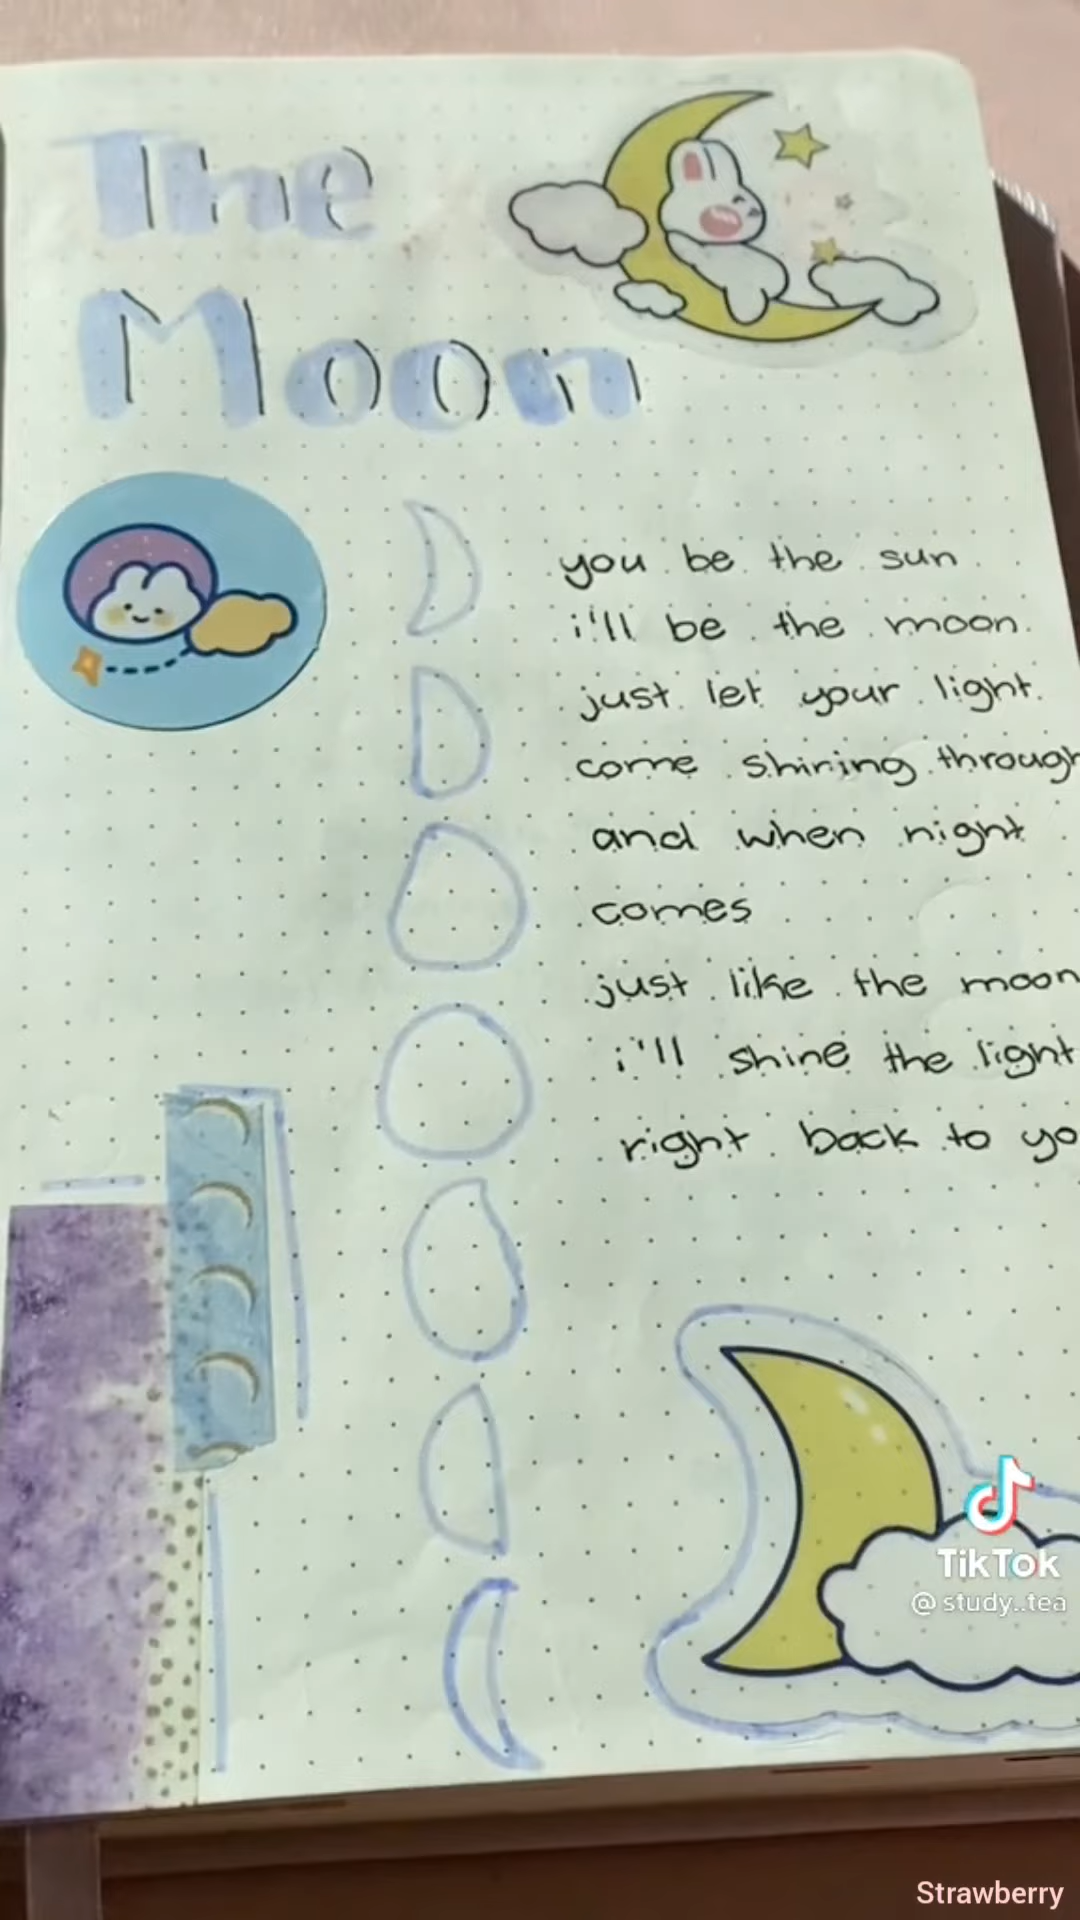 The
Moon
you be the sun
i'll be the moon
just let your light
come shining through
and when night
comes
just like the moon
i'll shine the light
right back to yo
TikTok
@study..tea
Strawberry